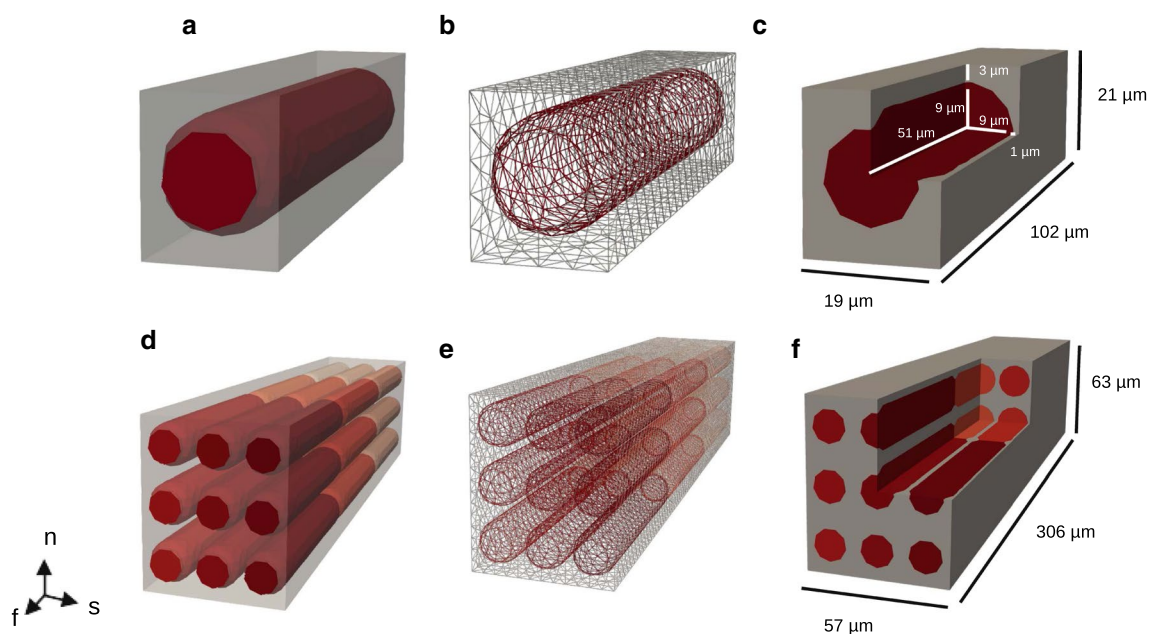 a
b
c
3 µm
9 µm
9 µm
51 µm
1 µm
21 µm
102 µm
19 µm
d
e
f
63 µm
306 µm
57 µm
n
f
s